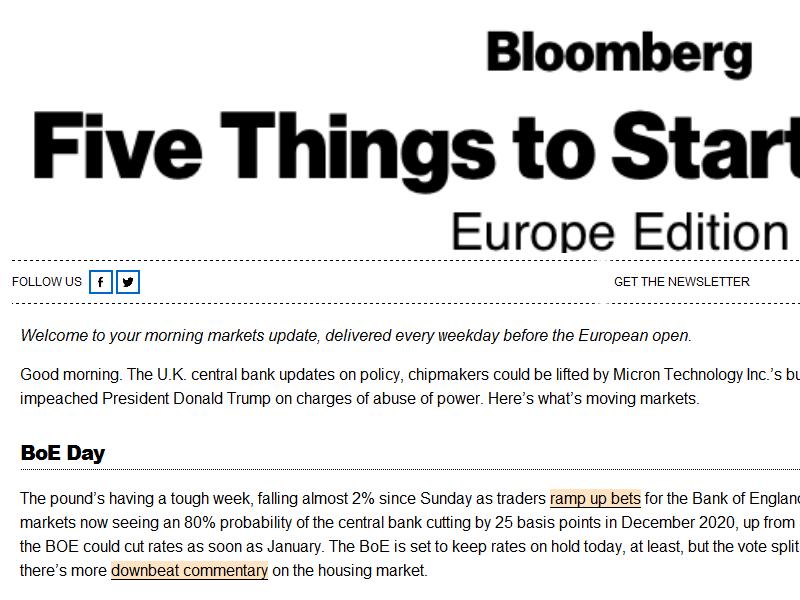 Bloomberg
Five Things to Start
Europe Edition
FOLLOW US GET THE NEWSLETTER
Welcome to your morning markets update, delivered every weekday before the European open.
Good morning. The U.K. central bank updates on policy, chipmakers could be lifted by Micron Technology Inc.’s bu
impeached President Donald Trump on charges of abuse of power. Here’s what’s moving markets.
BoE Day
The pound’s having a tough week, falling almost 2% since Sunday as traders ramp up bets for the Bank of England
markets now seeing an 80% probability of the central bank cutting by 25 basis points in December 2020, up from
the BOE could cut rates as soon as January. The BoE is set to keep rates on hold today, at least, but the vote split
there’s more downbeat commentary on the housing market.